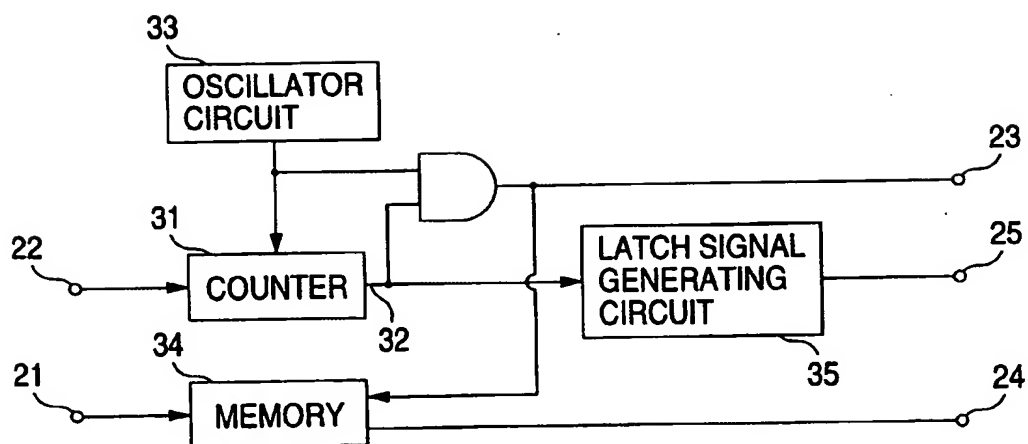 33
OSCILLATOR
CIRCUIT
23
31
22
COUNTER
32
LATCH SIGNAL
GENERATING
CIRCUIT
25
35
34
21
MEMORY
24